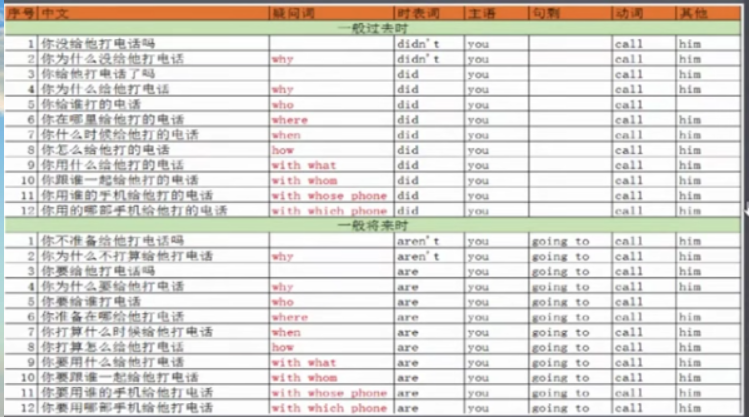 序号 中文 疑问词 时表词 主语 句型 动词 其他
一般过去时
1 你没给他打电话吗 didn't you call him
2 你为什么没给他打电话 why didn't you call him
3 你给他打电话了吗 did you call him
4 你为什么给他打电话 why did you call him
5 你给谁打的电话 who did you call
6 你在哪里给他打的电话 where did you call him
7 你什么时候给他打的电话 when did you call him
8 你怎么给他打的电话 how did you call him
9 你用什么给他打的电话 with what did you call him
10 你跟谁一起给他打的电话 with whom did you call him
11 你用谁的手机给他打的电话 with whose phone did you call him
12 你用的哪部手机给他打的电话 with which phone did you call him
一般将来时
1 你不准备给他打电话吗 aren't you going to call him
2 你为什么不打算给他打电话 why aren't you going to call him
3 你要给他打电话吗 are you going to call him
4 你为什么要给他打电话 why are you going to call him
5 你要给谁打电话 who are you going to call
6 你准备在哪给他打电话 where are you going to call him
7 你打算什么时候给他打电话 when are you going to call him
8 你打算怎么给他打电话 how are you going to call him
9 你要用什么给他打电话 with what are you going to call him
10 你要跟谁一起给他打电话 with whom are you going to call him
11 你要用谁的手机给他打电话 with whose phone are you going to call him
12 你要用哪部手机给他打电话 with which phone are you going to call him